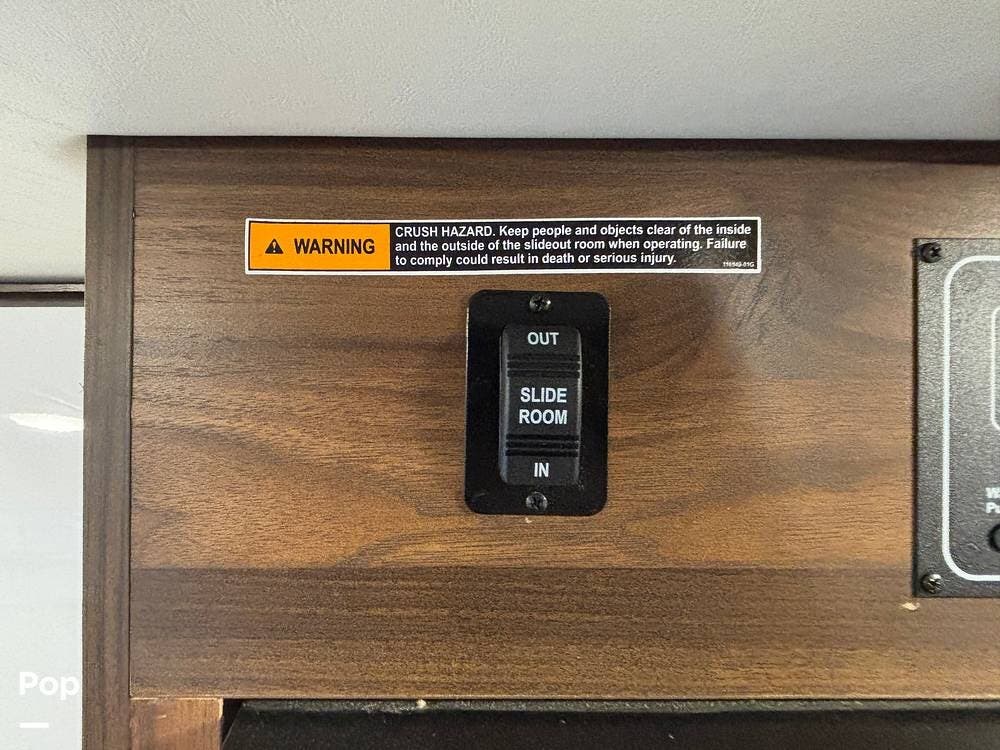 WARNING
CRUSH HAZARD. Keep people and objects clear of the inside
and the outside of the slideout room when operating. Failure
to comply could result in death or serious injury.
OUT
SLIDE
ROOM
IN
Pop